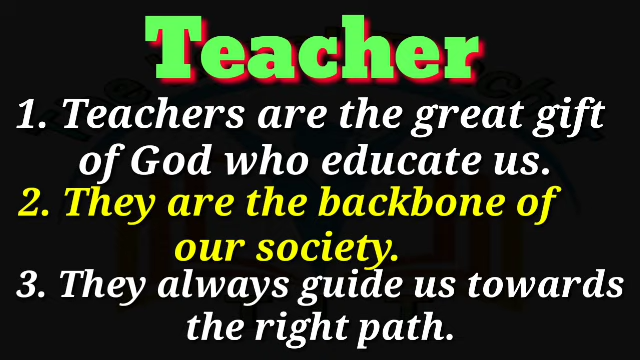 Teacher
1. Teachers are the great gift
of God who educate us.
2. They are the backbone of
our society.
3. They always guide us towards
the right path.